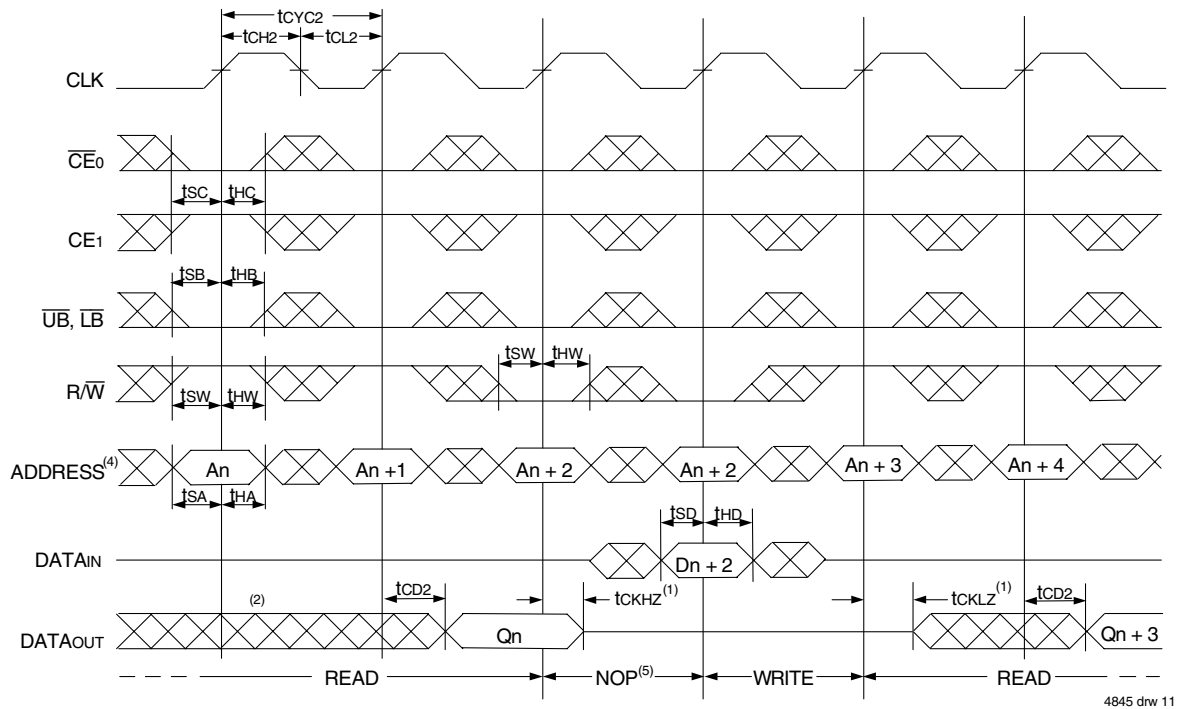 tCYC2
tCH2 tCL2
CLK
CE0
tSC tHC
CE1
tSB tHB
UB, LB
tSW tHW
R/W
tSW tHW
ADDRESS(4) An An +1 An + 2 An + 2 An + 3 An + 4
tSA tHA
tSD tHD
DATAIN Dn + 2
tCD2 tCKHZ(1) tCKLZ(1) tCD2
(2)
DATAOUT Qn Qn + 3
READ NOP(5) WRITE READ
4845 drw 11